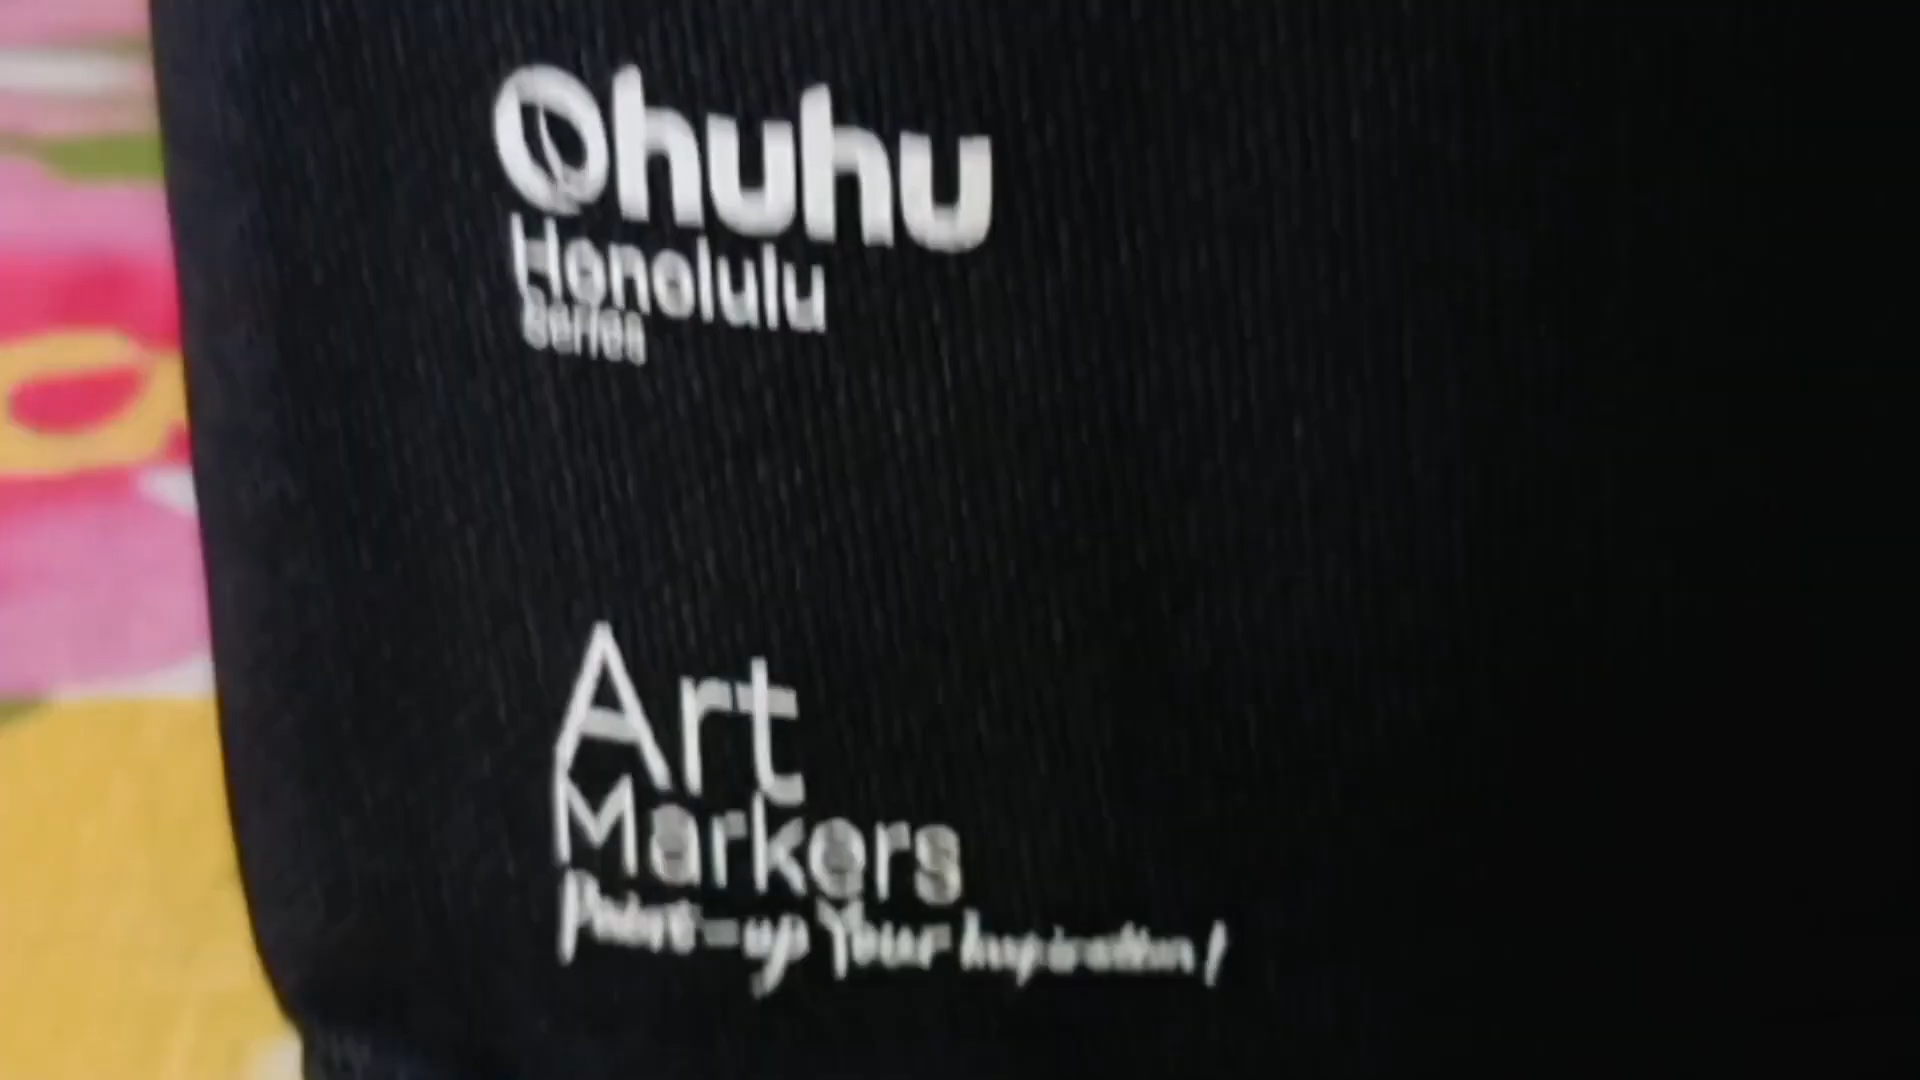 Ohuhu
Honolulu
Series
Art
Markers
Paint-up Your Inspiration!